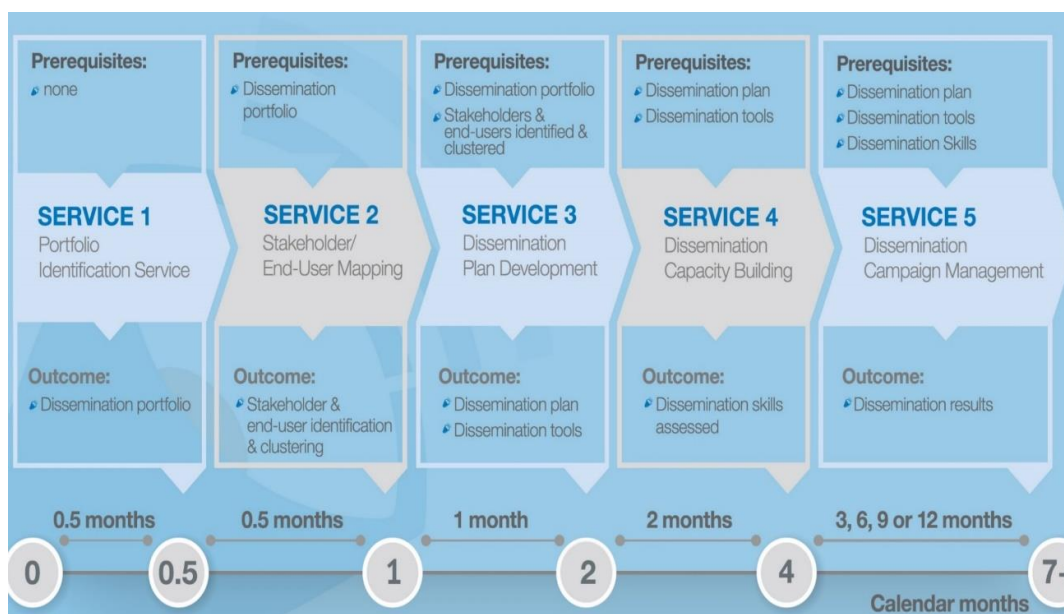 Prerequisites:
none
SERVICE 1
Portfolio
Identification Service
Outcome:
Dissemination portfolio
Prerequisites:
Dissemination
portfolio
SERVICE 2
Stakeholder/
End-User Mapping
Outcome:
Stakeholder &
end-user identification
& clustering
Prerequisites:
Dissemination portfolio
Stakeholders &
end-users identified &
clustered
SERVICE 3
Dissemination
Plan Development
Outcome:
Dissemination plan
Dissemination tools
Prerequisites:
Dissemination plan
Dissemination tools
SERVICE 4
Dissemination
Capacity Building
Outcome:
Dissemination skills
assessed
Prerequisites:
Dissemination plan
Dissemination tools
Dissemination Skills
SERVICE 5
Dissemination
Campaign Management
Outcome:
Dissemination results
0.5 months 0.5 months 1 month 2 months 3, 6, 9 or 12 months
0 0.5 1 2 4 7-
Calendar months